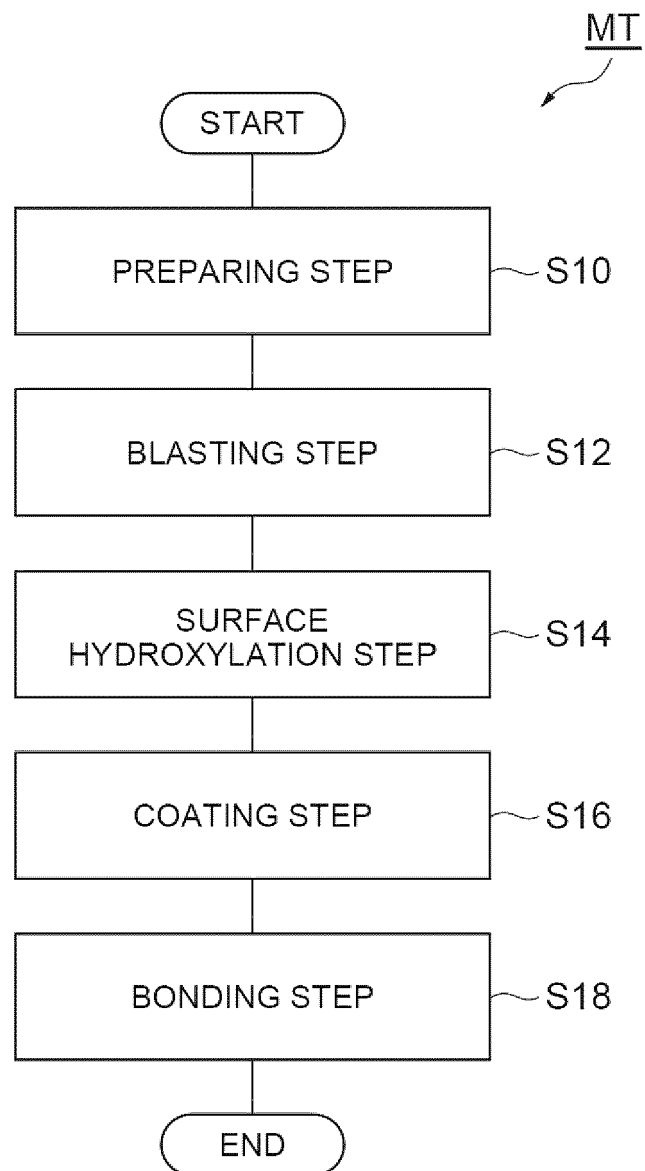 MT
START
PREPARING STEP
S10
BLASTING STEP
S12
SURFACE
HYDROXYLATION STEP
S14
COATING STEP
S16
BONDING STEP
S18
END